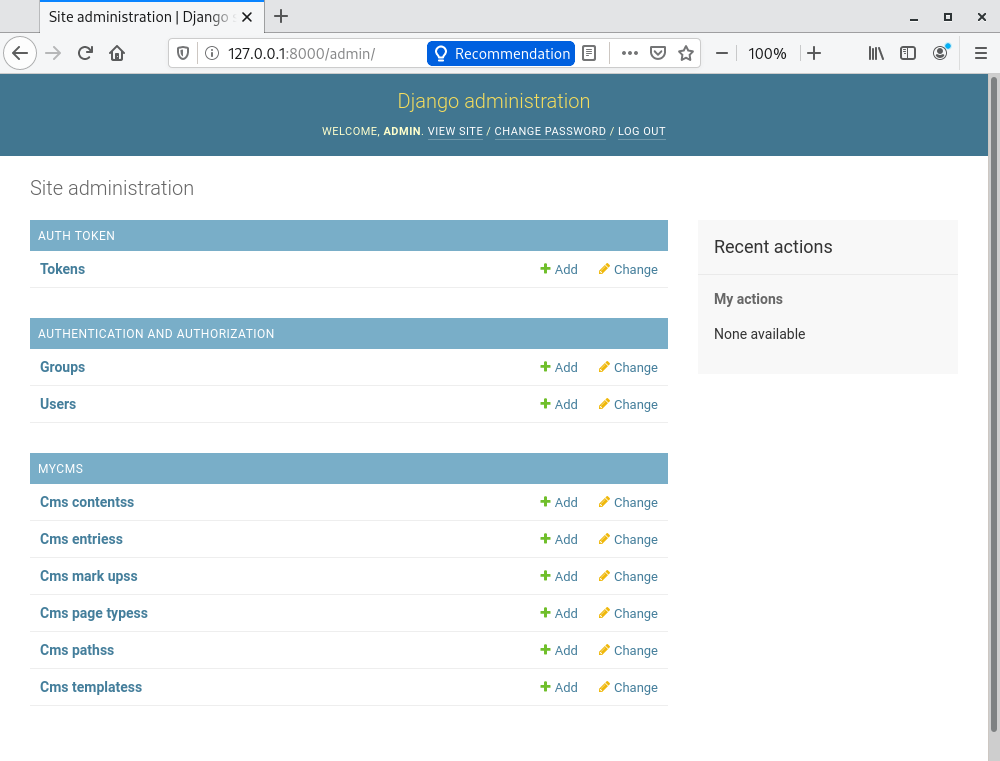 Site administration | Django
127.0.0.1:8000/admin/
Recommendation
100%
Django administration
WELCOME, ADMIN. VIEW SITE / CHANGE PASSWORD / LOG OUT
Site administration
AUTH TOKEN
Tokens Add Change
AUTHENTICATION AND AUTHORIZATION
Groups Add Change
Users Add Change
MYCMS
Cms contentss Add Change
Cms entriess Add Change
Cms mark upss Add Change
Cms page typess Add Change
Cms pathss Add Change
Cms templatess Add Change
Recent actions
My actions
None available